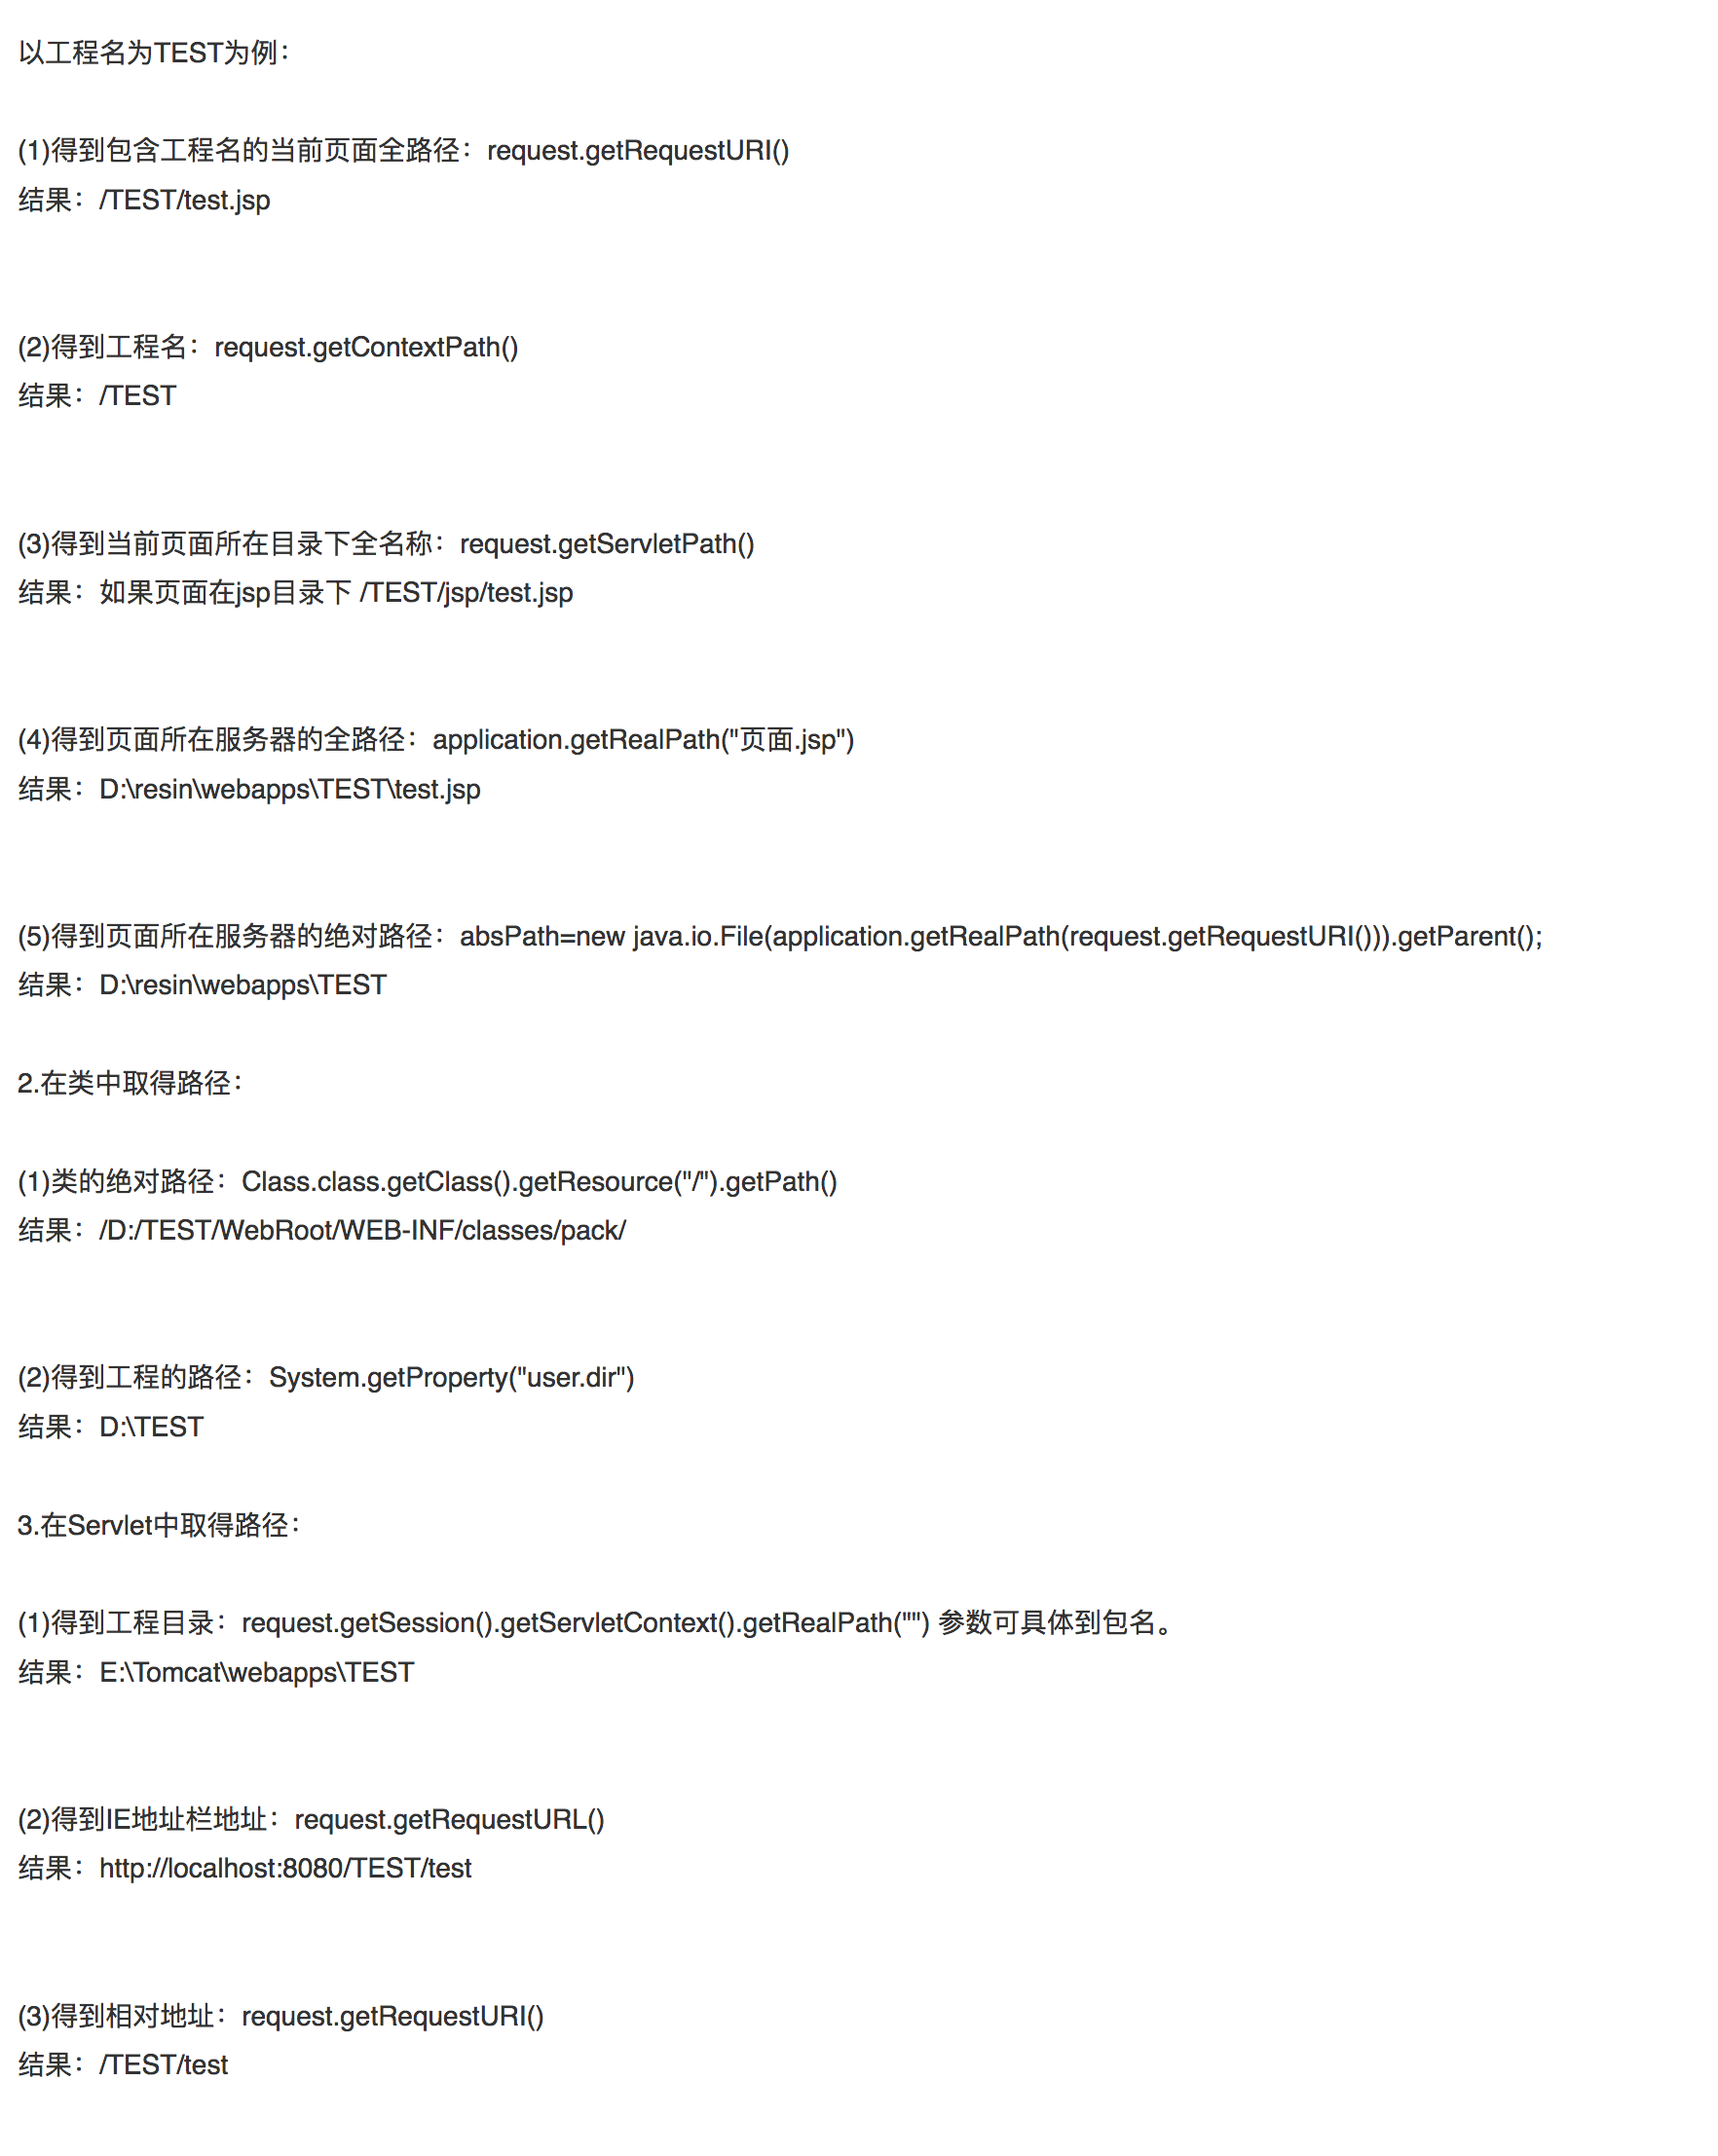 以工程名为TEST为例：
(1)得到包含工程名的当前页面全路径：request.getRequestURI()
结果：/TEST/test.jsp
(2)得到工程名：request.getContextPath()
结果：/TEST
(3)得到当前页面所在目录下全名称：request.getServletPath()
结果：如果页面在jsp目录下 /TEST/jsp/test.jsp
(4)得到页面所在服务器的全路径：application.getRealPath("页面.jsp")
结果：D:\resin\webapps\TEST\test.jsp
(5)得到页面所在服务器的绝对路径：absPath=new java.io.File(application.getRealPath(request.getRequestURI())).getParent();
结果：D:\resin\webapps\TEST
2.在类中取得路径：
(1)类的绝对路径：Class.class.getClass().getResource("/").getPath()
结果：/D:/TEST/WebRoot/WEB-INF/classes/pack/
(2)得到工程的路径：System.getProperty("user.dir")
结果：D:\TEST
3.在Servlet中取得路径：
(1)得到工程目录：request.getSession().getServletContext().getRealPath("") 参数可具体到包名。
结果：E:\Tomcat\webapps\TEST
(2)得到IE地址栏地址：request.getRequestURL()
结果：http://localhost:8080/TEST/test
(3)得到相对地址：request.getRequestURI()
结果：/TEST/test